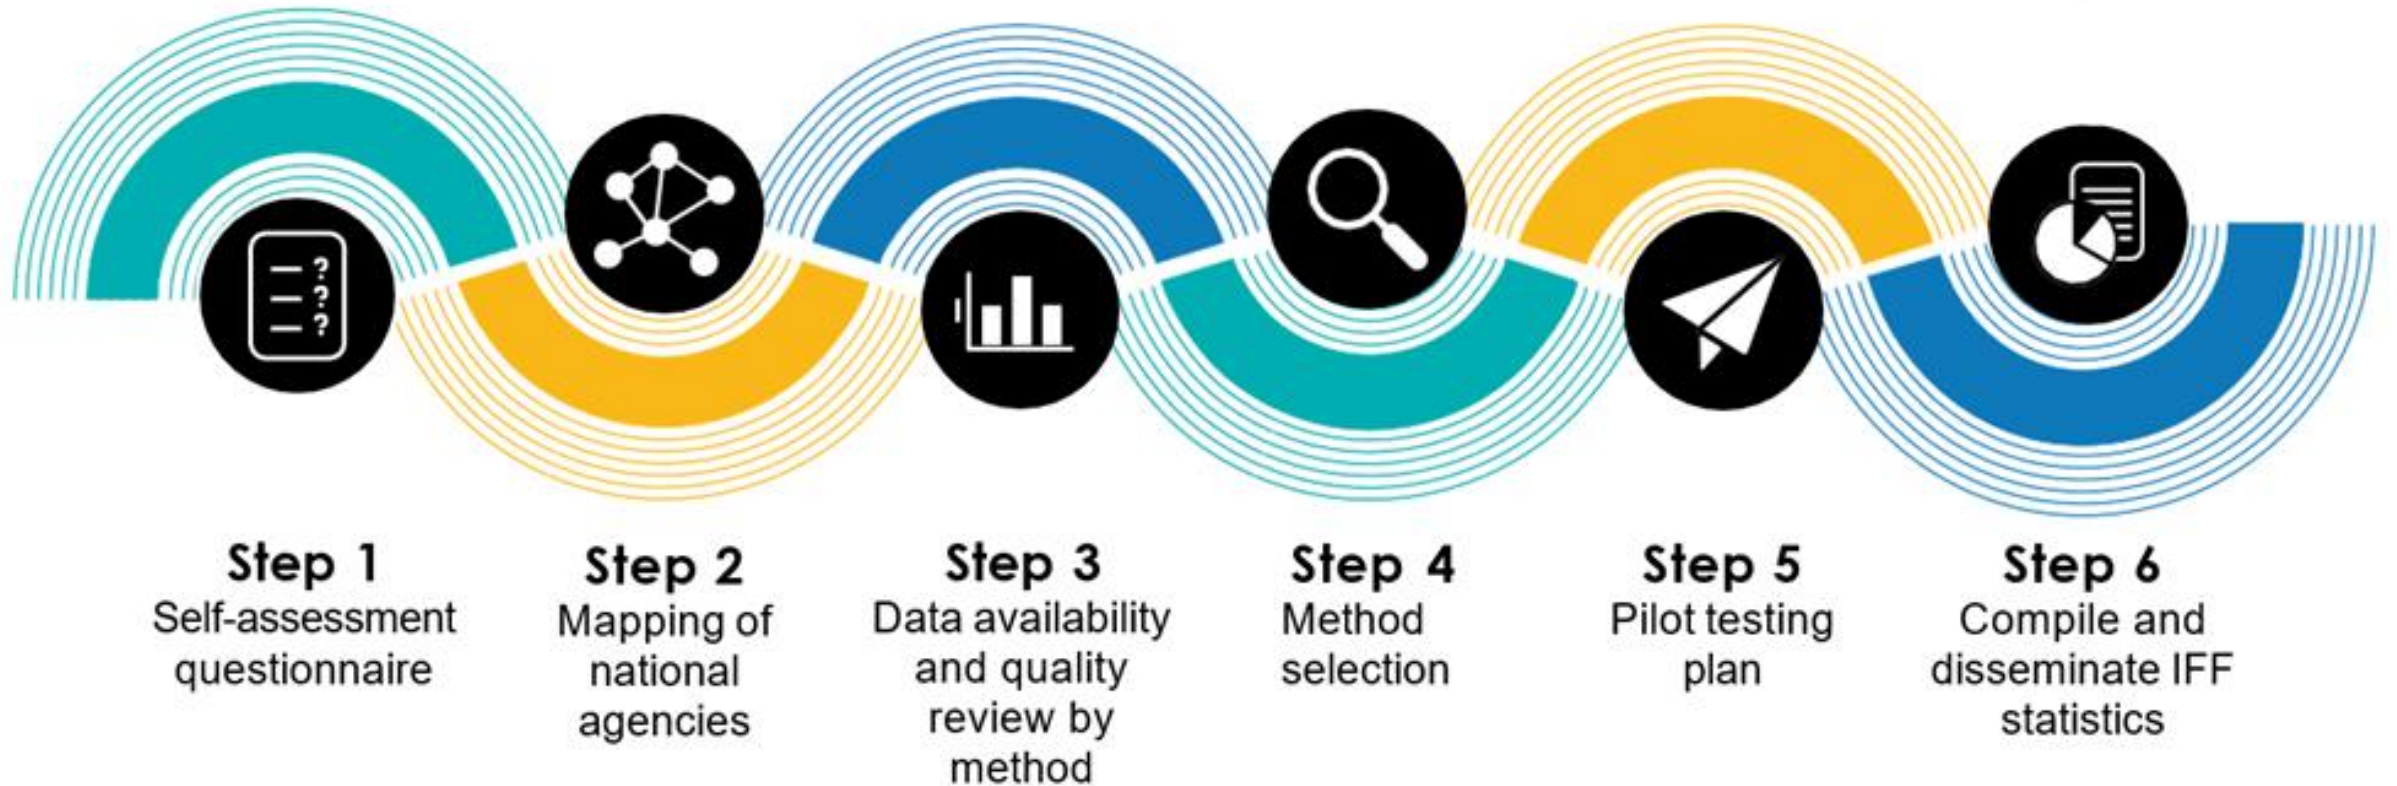 Step 1
Self-assessment
questionnaire
Step 2
Mapping of
national
agencies
Step 3
Data availability
and quality
review by
method
Step 4
Method
selection
Step 5
Pilot testing
plan
Step 6
Compile and
disseminate IFF
statistics